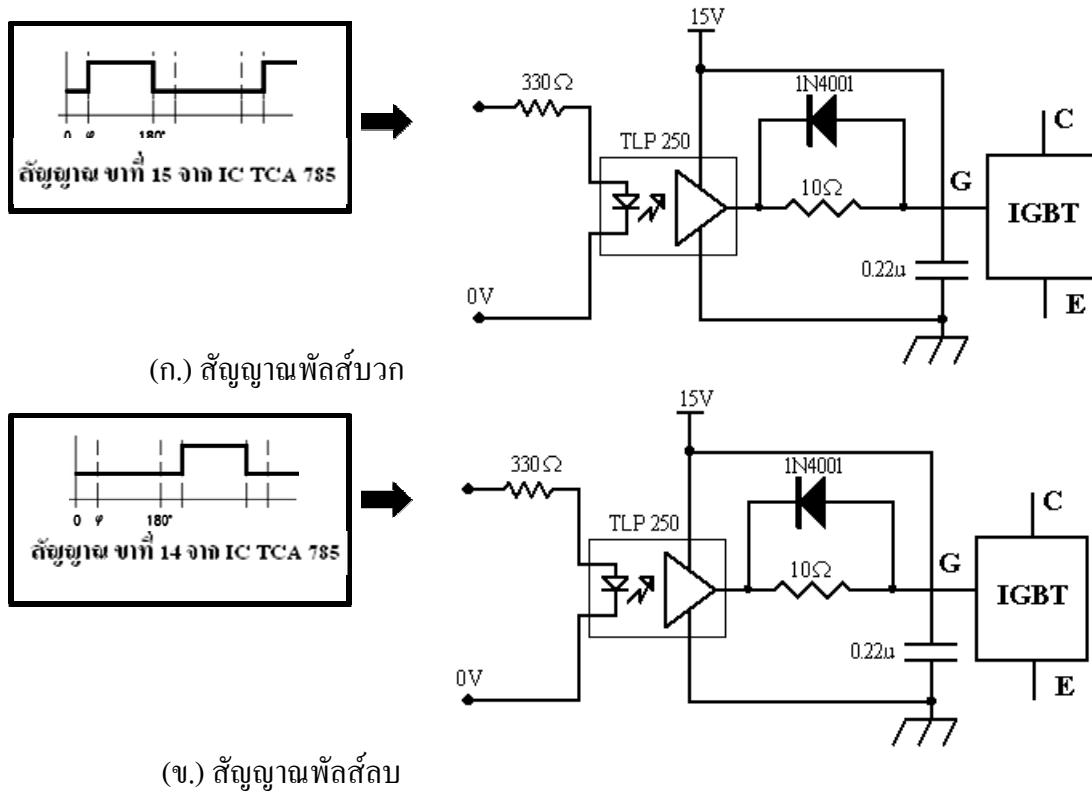 15V
330Ω
1N4001
C
TLP 250
10Ω
G
IGBT
0 φ 180°
สัญญาณ ขาที่ 15 จาก IC TCA 785
0.22u
0V
E
(ก.) สัญญาณพัลส์บวก
15V
330Ω
1N4001
C
TLP 250
10Ω
G
IGBT
0 φ 180°
สัญญาณ ขาที่ 14 จาก IC TCA 785
0.22u
0V
E
(ข.) สัญญาณพัลส์ลบ